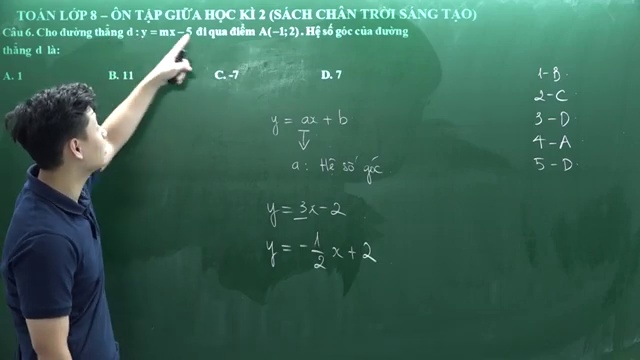 TOÁN LỚP 8 – ÔN TẬP GIỮA HỌC KÌ 2 (SÁCH CHÂN TRỜI SÁNG TẠO)
Câu 6. Cho đường thẳng d : y = mx – 5 đi qua điểm A(–1; 2) . Hệ số góc của đường
thẳng d là:
A. 1 B. 11 C. -7 D. 7
1 - B
2 - C
3 - D
4 - A
5 - D
y = ax + b
a : Hệ số góc
y = 3x - 2
y = - 1/2 x + 2